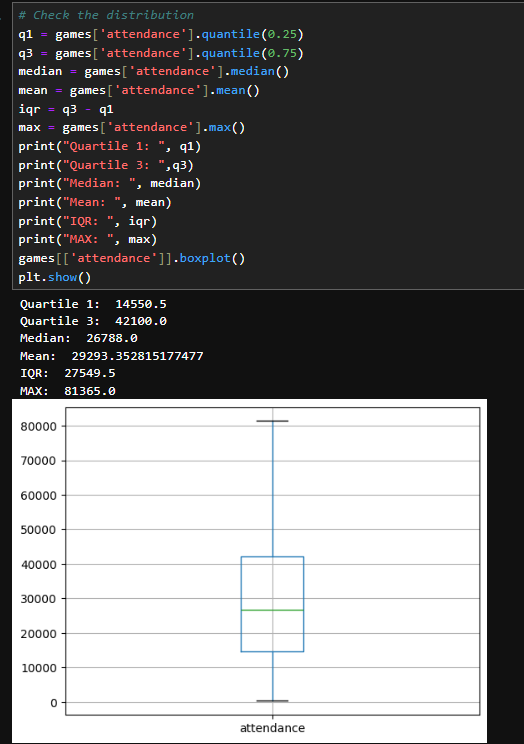 # Check the distribution
q1 = games['attendance'].quantile(0.25)
q3 = games['attendance'].quantile(0.75)
median = games['attendance'].median()
mean = games['attendance'].mean()
iqr = q3 - q1
max = games['attendance'].max()
print("Quartile 1: ", q1)
print("Quartile 3: ",q3)
print("Median: ", median)
print("Mean: ", mean)
print("IQR: ", iqr)
print("MAX: ", max)
games[['attendance']].boxplot()
plt.show()
Quartile 1:  14550.5
Quartile 3:  42100.0
Median:  26788.0
Mean:  29293.352815177477
IQR:  27549.5
MAX:  81365.0
80000
70000
60000
50000
40000
30000
20000
10000
0
attendance